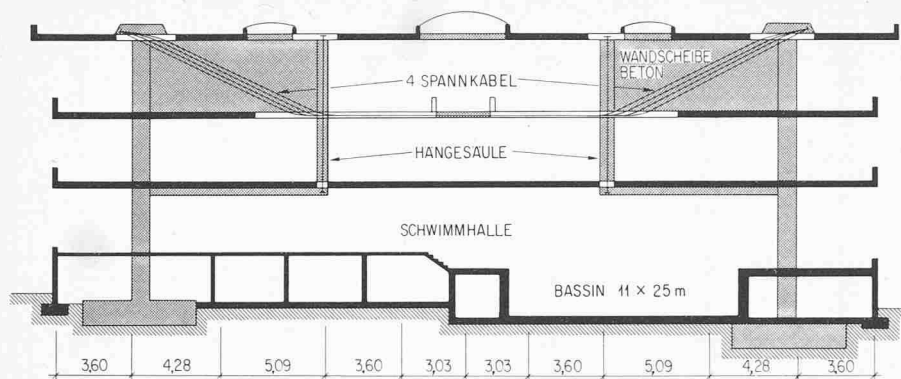 WANDSCHEIBE
BETON
4 SPANNKABEL
HÄNGESÄULE
SCHWIMMHALLE
BASSIN 11 × 25 m
3,60 4,28 5,09 3,60 3,03 3,03 3,60 5,09 4,28 3,60